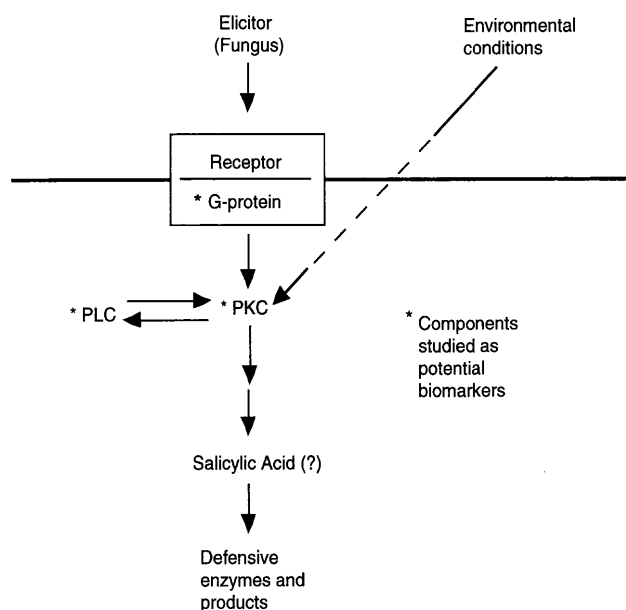 Elicitor
(Fungus)
Environmental
conditions
Receptor
* G-protein
* PLC
* PKC
* Components
studied as
potential
biomarkers
Salicylic Acid (?)
Defensive
enzymes and
products